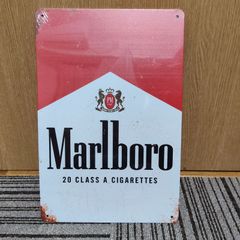 Marlboro
20 CLASS A CIGARETTES